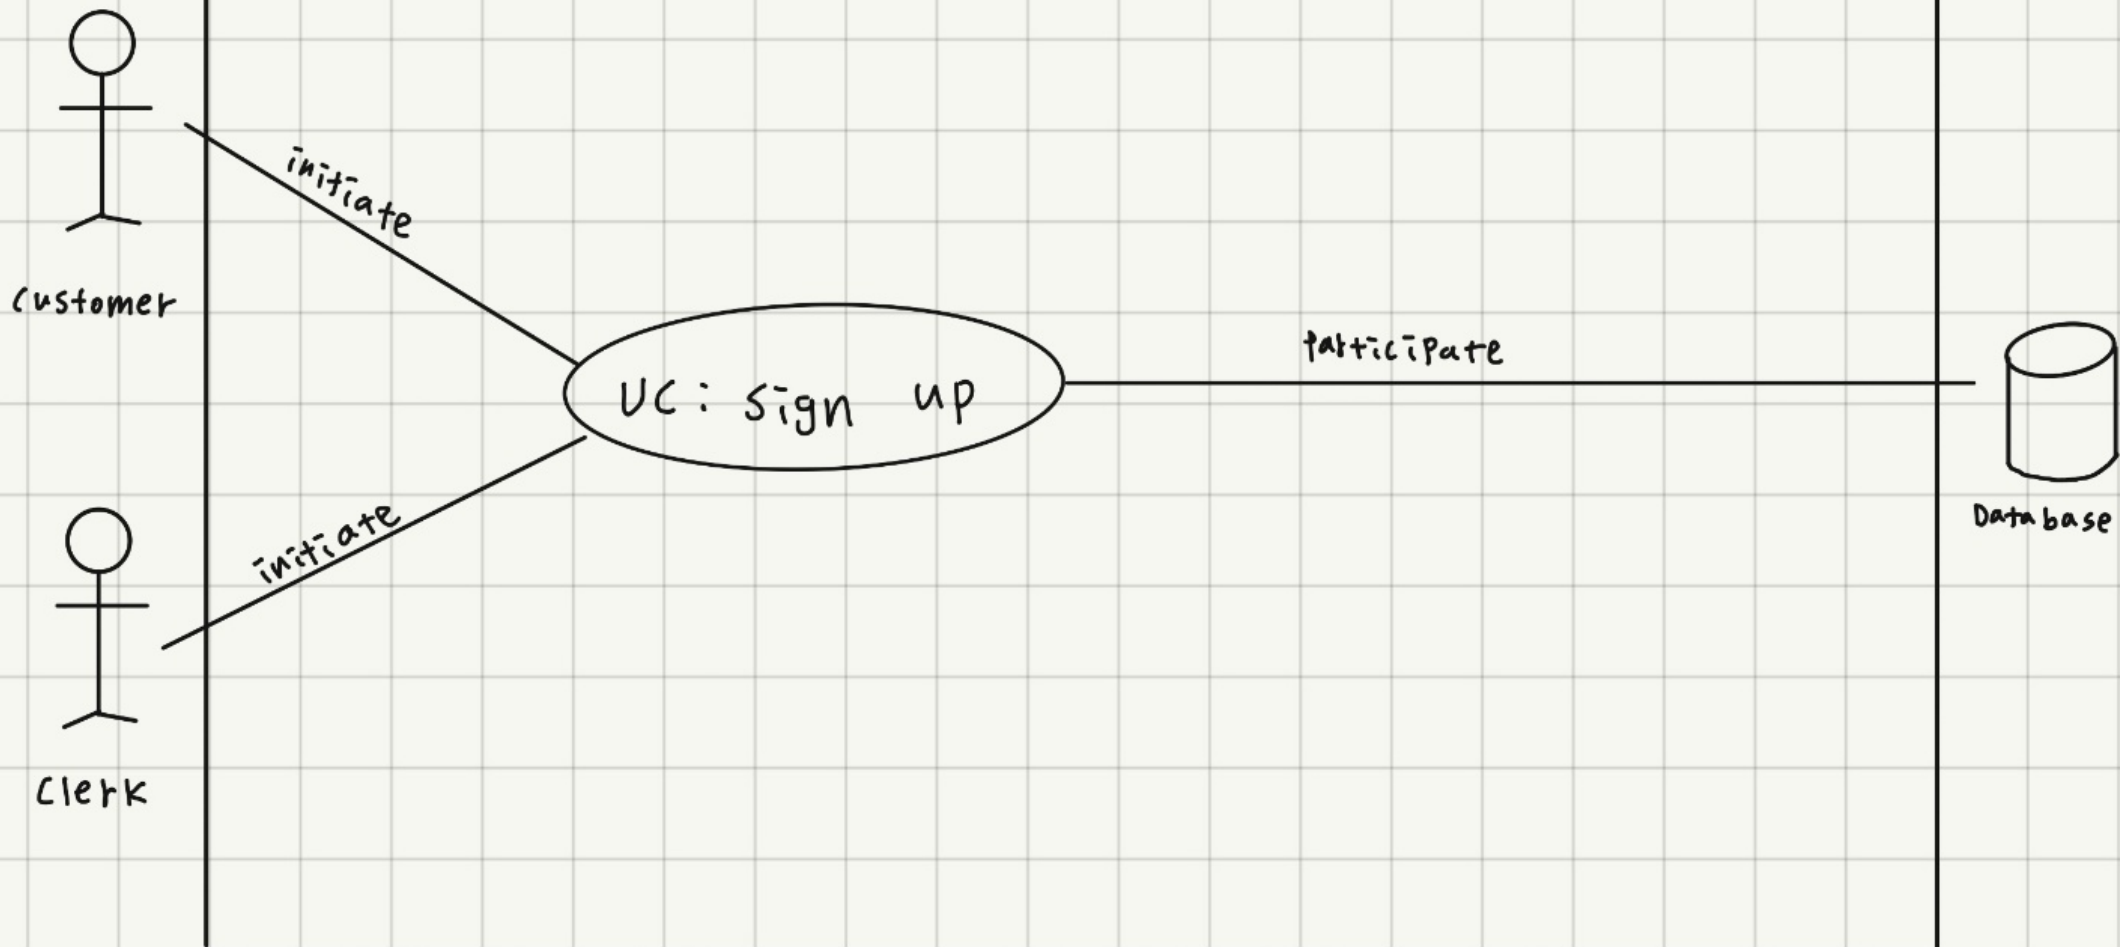 initiate
Customer
Participate
UC: sign up
initiate
Database
Clerk